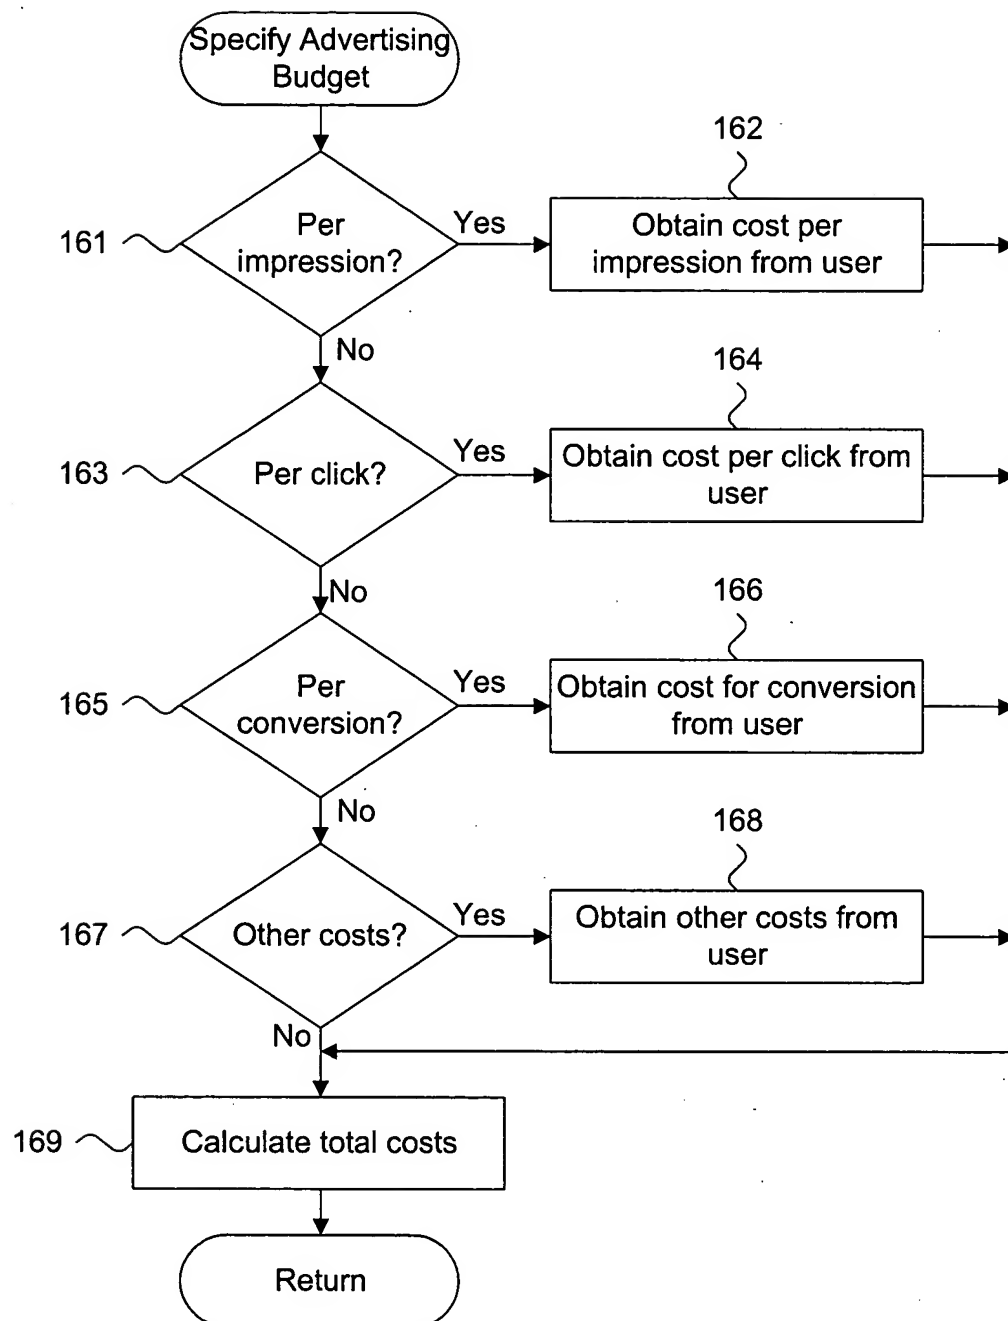 Specify Advertising
Budget
162
161
Per
impression?
Yes
Obtain cost per
impression from user
No
164
163
Per click?
Yes
Obtain cost per click from
user
No
166
165
Per
conversion?
Yes
Obtain cost for conversion
from user
No
168
167
Other costs?
Yes
Obtain other costs from
user
No
169
Calculate total costs
Return